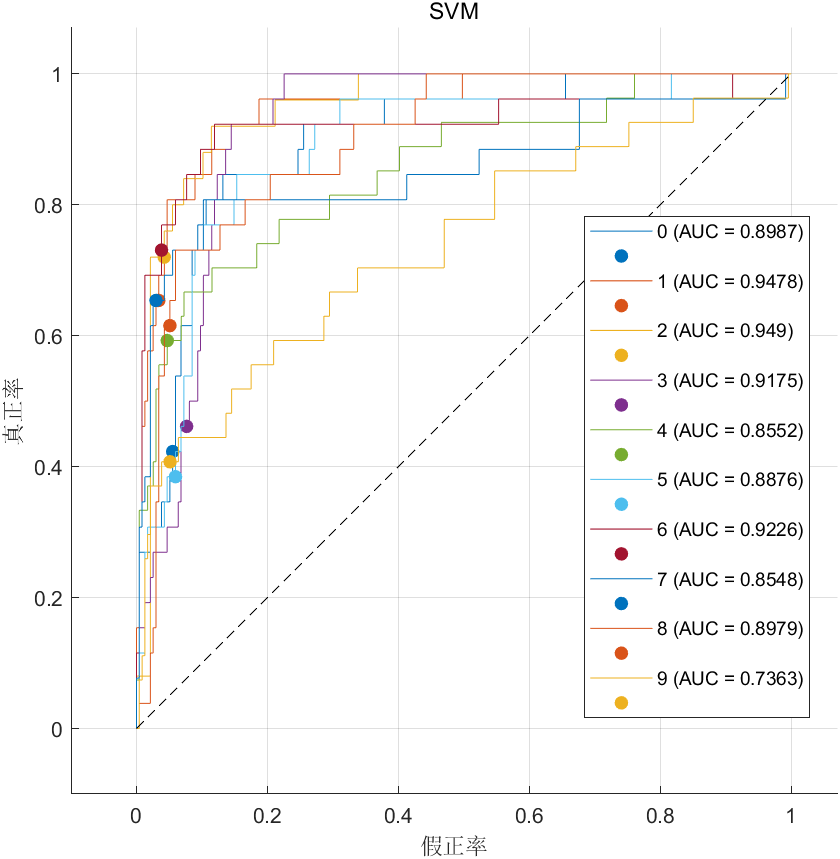 SVM
1
0.8
0.6
0.4
0.2
0
真正率
0 (AUC = 0.8987)
1 (AUC = 0.9478)
2 (AUC = 0.949)
3 (AUC = 0.9175)
4 (AUC = 0.8552)
5 (AUC = 0.8876)
6 (AUC = 0.9226)
7 (AUC = 0.8548)
8 (AUC = 0.8979)
9 (AUC = 0.7363)
0 0.2 0.4 0.6 0.8 1
假正率